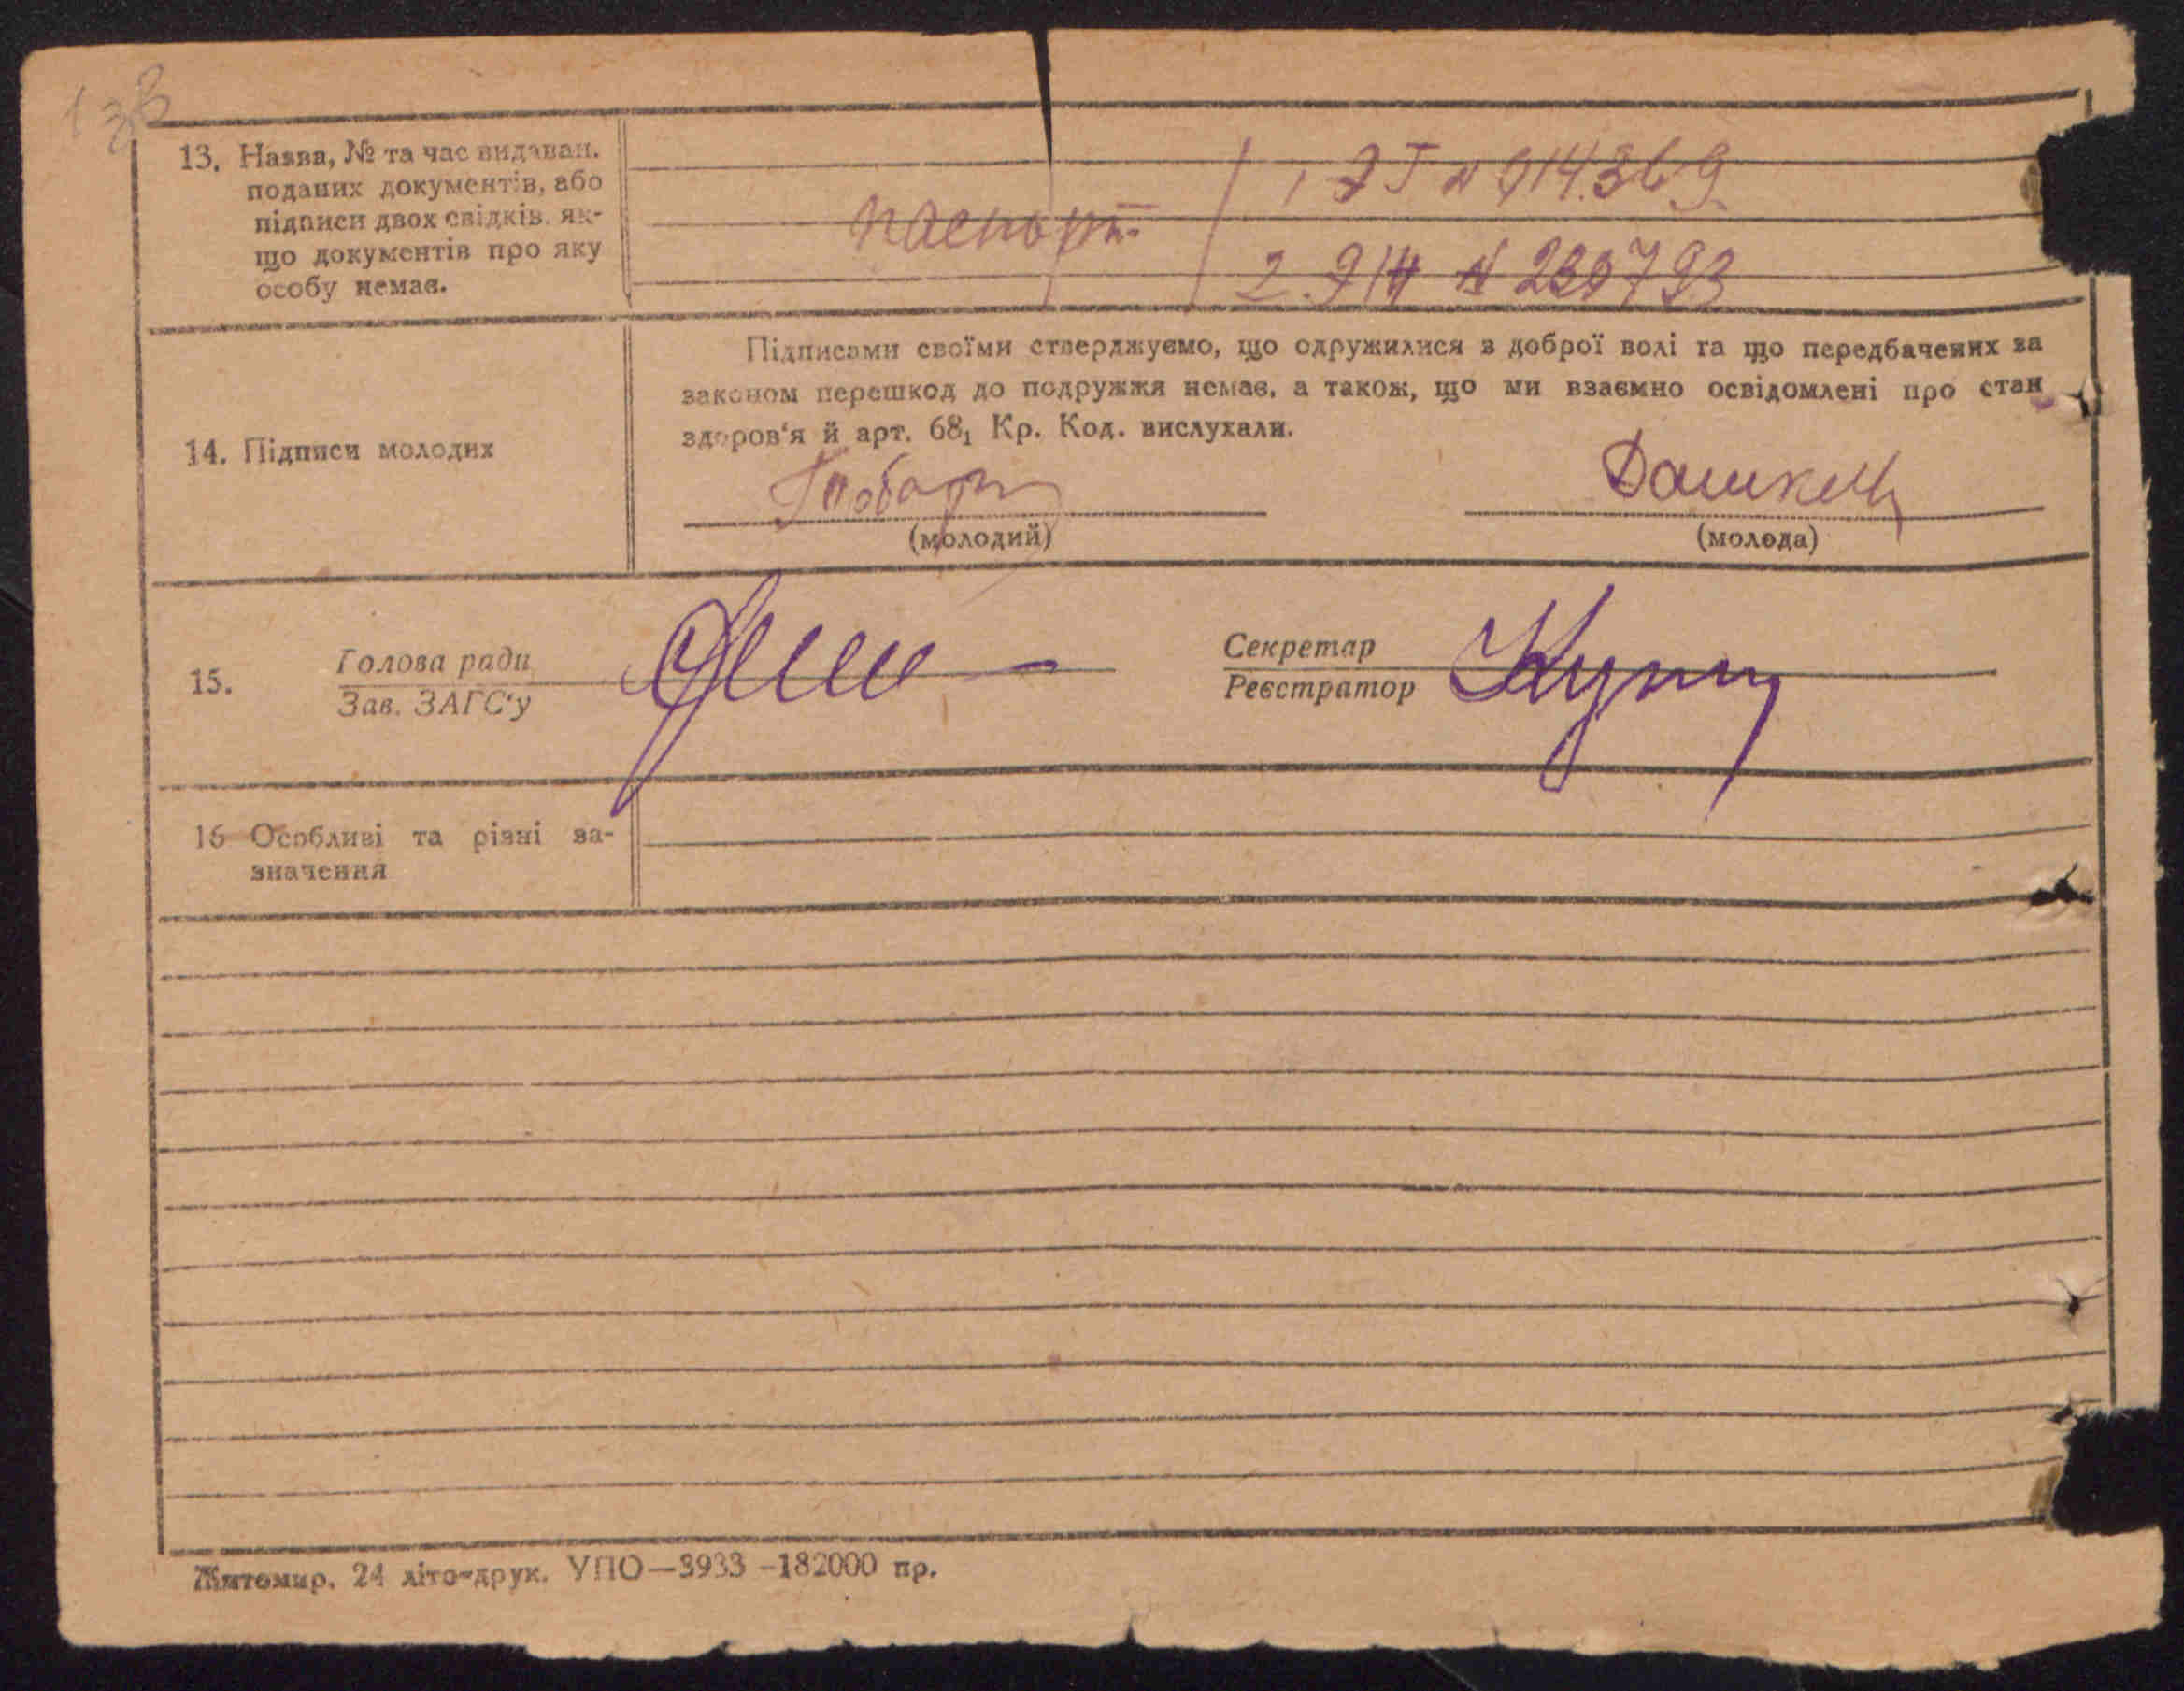 1 зв
13. Назва, № та час видаван.
поданих документів, або
підписи двох свідків, як-
що документів про яку
особу немає.
паспорт
1 ЭТ № 914369
2 № 230793
14. Підписи молодих
Підписами своїми стверджуємо, що одружилися з доброї волі та що передбачених за
законом перешкод до подружжя немає, а також, що ми взаємно освідомлені про стан
здоров'я й арт. 68₁ Кр. Код. вислухали.
(молодий)
(молода)
15.
Голова ради
Зав. ЗАГС'у
Секретар
Реєстратор
16 Особливі та різні за-
значення
Житомир. 24 літо-друк. УПО—3933 -182000 пр.